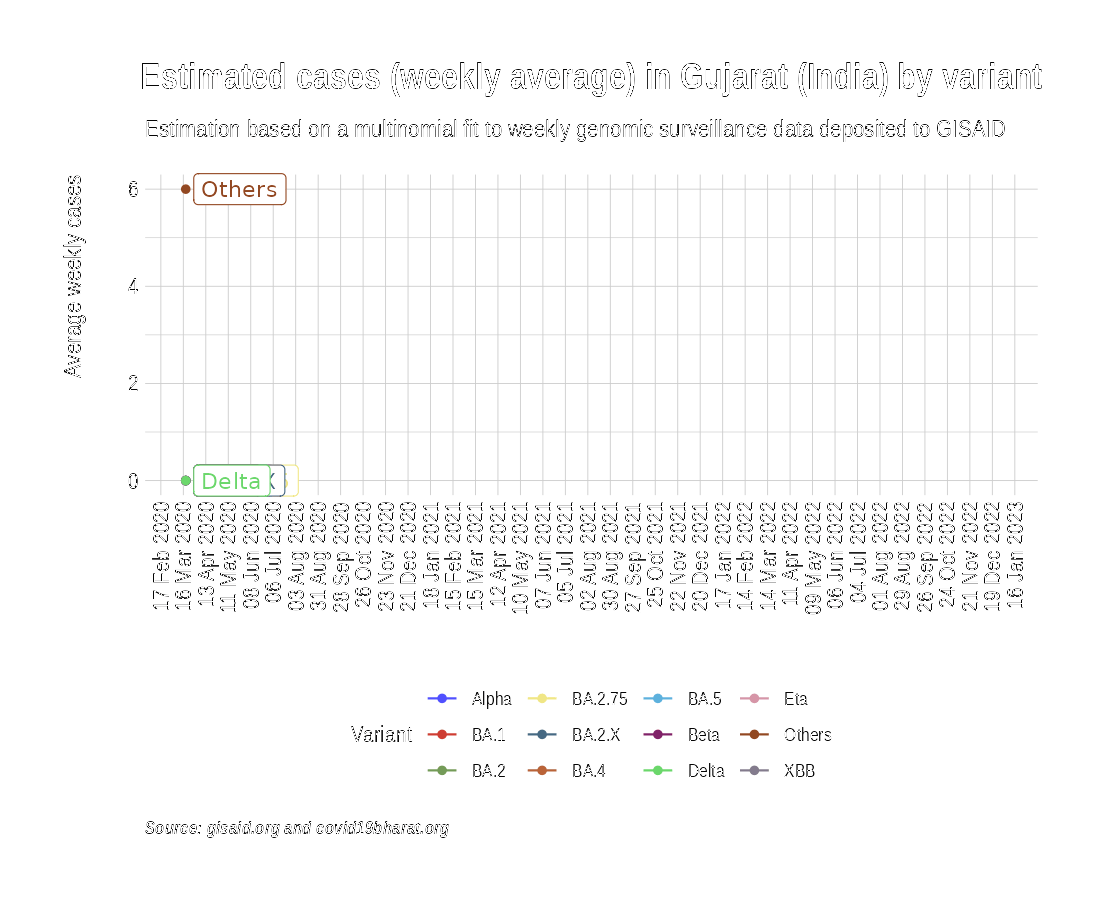 Estimated cases (weekly average) in Gujarat (India) by variant
Estimation based on a multinomial fit to weekly genomic surveillance data deposited to GISAID
Average weekly cases
6
4
2
0
Others
Delta
X
17 Feb 2020
16 Mar 2020
13 Apr 2020
11 May 2020
08 Jun 2020
06 Jul 2020
03 Aug 2020
31 Aug 2020
28 Sep 2020
26 Oct 2020
23 Nov 2020
21 Dec 2020
18 Jan 2021
15 Feb 2021
15 Mar 2021
12 Apr 2021
10 May 2021
07 Jun 2021
05 Jul 2021
02 Aug 2021
30 Aug 2021
27 Sep 2021
25 Oct 2021
22 Nov 2021
20 Dec 2021
17 Jan 2022
14 Feb 2022
14 Mar 2022
11 Apr 2022
09 May 2022
06 Jun 2022
04 Jul 2022
01 Aug 2022
29 Aug 2022
26 Sep 2022
24 Oct 2022
21 Nov 2022
19 Dec 2022
16 Jan 2023
Variant
Alpha
BA.1
BA.2
BA.2.75
BA.2.X
BA.4
BA.5
Beta
Delta
Eta
Others
XBB
Source: gisaid.org and covid19bharat.org